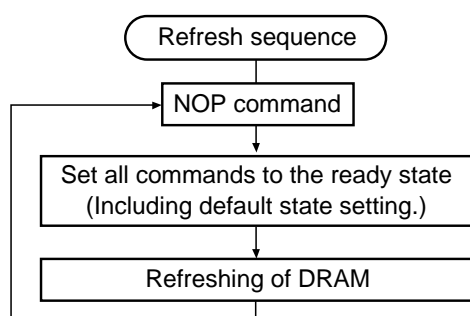 Refresh sequence
NOP command
Set all commands to the ready state
(Including default state setting.)
Refreshing of DRAM